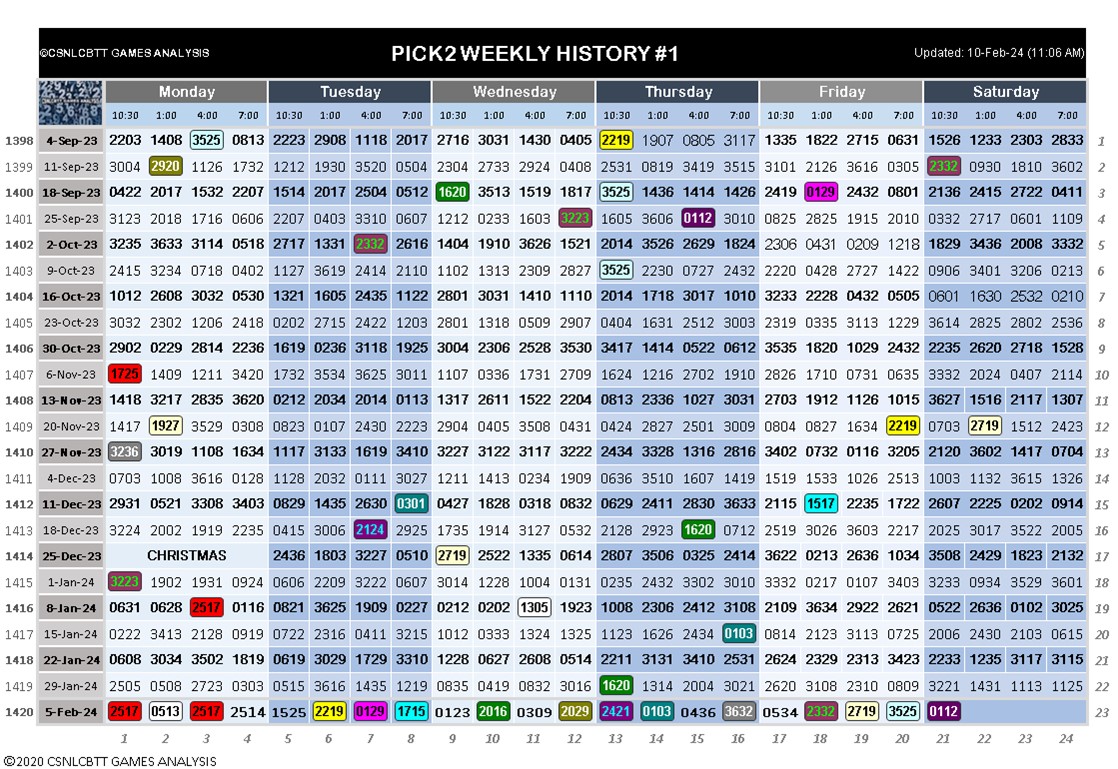 ©CSNLCBTT GAMES ANALYSIS PICK2 WEEKLY HISTORY #1 Updated: 10-Feb-24 (11:06 AM)
Monday Tuesday Wednesday Thursday Friday Saturday
10:30 1:00 4:00 7:00 10:30 1:00 4:00 7:00 10:30 1:00 4:00 7:00 10:30 1:00 4:00 7:00 10:30 1:00 4:00 7:00 10:30 1:00 4:00 7:00
1398 4-Sep-23 2203 1408 3525 0813 2223 2908 1118 2017 2716 3031 1430 0405 2219 1907 0805 3117 1335 1822 2715 0631 1526 1233 2303 2833 1
1399 11-Sep-23 3004 2920 1126 1732 1212 1930 3520 0504 2304 2733 2924 0408 2531 0819 3419 3515 3101 2126 3616 0305 2332 0930 1810 3602 2
1400 18-Sep-23 0422 2017 1532 2207 1514 2017 2504 0512 1620 3513 1519 1817 3525 1436 1414 1426 2419 0129 2432 0801 2136 2415 2722 0411 3
1401 25-Sep-23 3123 2018 1716 0606 2207 0403 3310 0607 1212 0233 1603 3223 1605 3606 0112 3010 0825 2825 1915 2010 0332 2717 0601 1109 4
1402 2-Oct-23 3235 3633 3114 0518 2717 1331 2332 2616 1404 1910 3626 1521 2014 3526 2629 1824 2306 0431 0209 1218 1829 3436 2008 3332 5
1403 9-Oct-23 2415 3234 0718 0402 1127 3619 2414 2110 1102 1313 2309 2827 3525 2230 0727 2432 2220 0428 2727 1422 0906 3401 3206 0213 6
1404 16-Oct-23 1012 2608 3032 0530 1321 1605 2435 1122 2801 3031 1410 1110 2014 1718 3017 1010 3233 2228 0432 0505 0601 1630 2532 0210 7
1405 23-Oct-23 3032 2302 1206 2418 0202 2715 2422 1203 2801 1318 0509 2907 0404 1631 2512 3003 2319 0335 3113 1229 3614 2825 2802 2536 8
1406 30-Oct-23 2902 0229 2814 2236 1619 0236 3118 1925 3004 2306 2528 3530 3417 1414 0522 0612 3535 1820 1029 2432 2235 2620 2718 1528 9
1407 6-Nov-23 1725 1409 1211 3420 1732 3534 3625 3011 1107 0336 1731 2709 1624 1216 2702 1910 2826 1710 0731 0635 3332 2024 0407 2114 10
1408 13-Nov-23 1418 3217 2835 3620 0212 2034 2014 0113 1317 2611 1522 2204 0813 2336 1027 3031 2703 1912 1126 1015 3627 1516 2117 1307 11
1409 20-Nov-23 1417 1927 3529 0308 0823 0107 2430 2223 2904 0405 3508 0431 0424 2827 2501 3009 0804 0827 1634 2219 0703 2719 1512 2423 12
1410 27-Nov-23 3236 3019 1108 1634 1117 3133 1619 3410 3227 3122 3117 3222 2434 3328 1316 2816 3402 0732 0116 3205 2120 3602 1417 0704 13
1411 4-Dec-23 0703 1008 3616 0128 1128 2032 0111 3027 1211 1413 0234 1909 0636 3510 1607 1419 1519 1533 1026 2513 1003 1132 3615 1326 14
1412 11-Dec-23 2931 0521 3308 3403 0829 1435 2630 0301 0427 1828 0318 0832 0629 2411 2830 3633 2115 1517 2235 1722 2607 2225 0202 0914 15
1413 18-Dec-23 3224 2002 1919 2235 0415 3006 2124 2925 1735 1914 3127 0532 2128 2923 1620 0712 2519 3026 3603 2217 2025 3017 3522 2005 16
1414 25-Dec-23 CHRISTMAS 2436 1803 3227 0510 2719 2522 1335 0614 2807 3506 0325 2414 3622 0213 2636 1034 3508 2429 1823 2132 17
1415 1-Jan-24 3223 1902 1931 0924 0606 2209 3222 0607 3014 1228 1004 0131 0235 2432 3302 3010 3332 0217 0107 3403 3233 0934 3529 3601 18
1416 8-Jan-24 0631 0628 2517 0116 0821 3625 1909 0227 0212 0202 1305 1923 1008 2306 2412 3108 2109 3634 2922 2621 0522 2636 0102 3025 19
1417 15-Jan-24 0222 3413 2128 0919 0722 2316 0411 3215 1012 0333 1324 1325 1123 1626 2434 0103 0814 2123 3113 0725 2006 2430 2103 0615 20
1418 22-Jan-24 0608 3034 3502 1819 0619 3029 1729 3310 1228 0627 2608 0514 2211 3131 3410 2531 2624 2329 2313 3423 2233 1235 3117 3115 21
1419 29-Jan-24 2505 0508 2723 0303 0515 3616 1435 1219 0835 0419 0832 3016 1620 1314 2004 3021 2620 3108 2310 0809 3221 1431 1113 1125 22
1420 5-Feb-24 2517 0513 2517 2514 1525 2219 0129 1715 0123 2016 0309 2029 2421 0103 0436 3632 0534 2332 2719 3525 0112 23
1 2 3 4 5 6 7 8 9 10 11 12 13 14 15 16 17 18 19 20 21 22 23 24
©2020 CSNLCBTT GAMES ANALYSIS